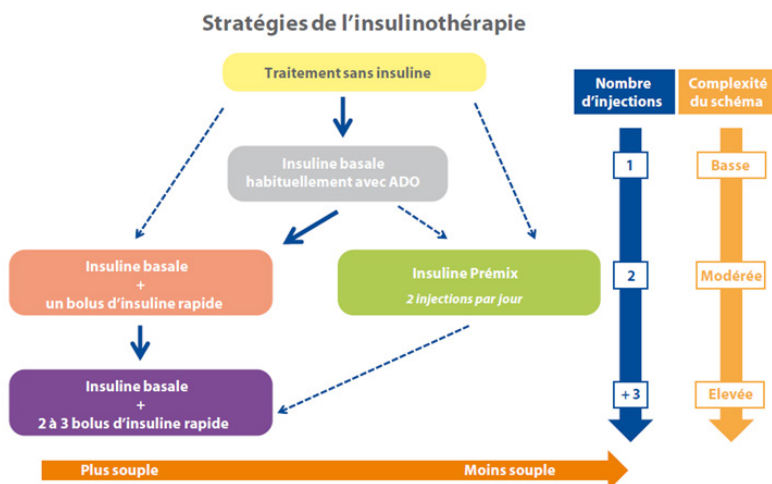 Stratégies de l'insulinothérapie
Traitement sans insuline
Nombre
d'injections
Complexité
du schéma
Insuline basale
habituellement avec ADO
1
Basse
Insuline basale
+
un bolus d'insuline rapide
Insuline Prémix
2 injections par jour
2
Modérée
Insuline basale
+
2 à 3 bolus d'insuline rapide
+ 3
Elevée
Plus souple
Moins souple